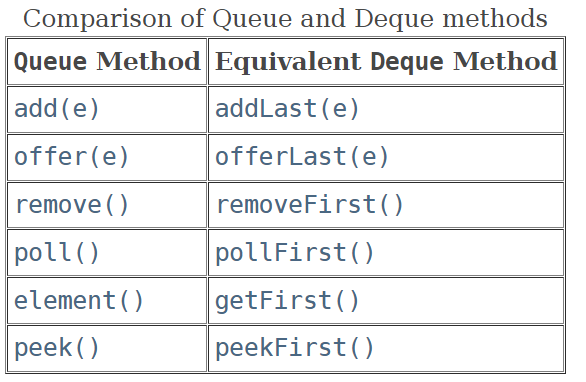 Comparison of Queue and Deque methods
Queue Method Equivalent Deque Method
add(e) addLast(e)
offer(e) offerLast(e)
remove() removeFirst()
poll() pollFirst()
element() getFirst()
peek() peekFirst()